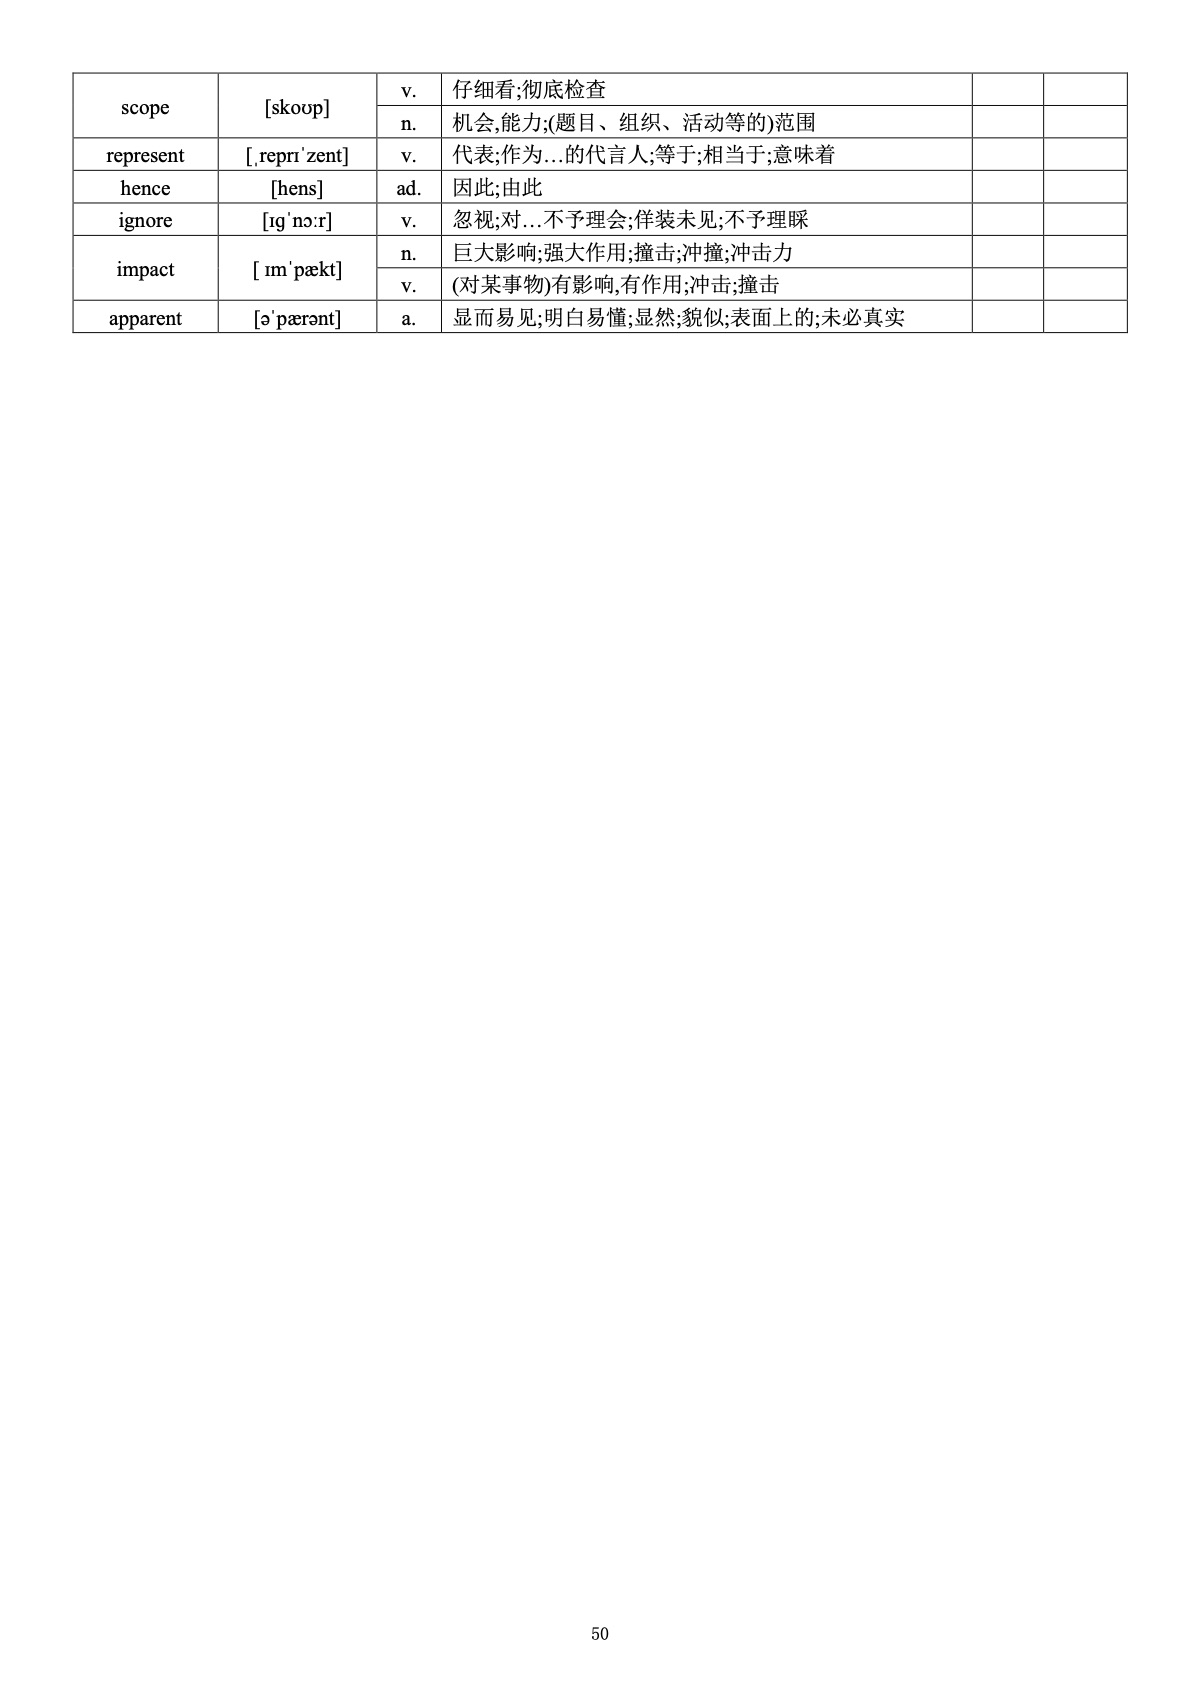 scope [skoʊp] v. 仔细看;彻底检查
n. 机会,能力;(题目、组织、活动等的)范围
represent [ˌreprɪˈzent] v. 代表;作为…的代言人;等于;相当于;意味着
hence [hens] ad. 因此;由此
ignore [ɪɡˈnɔːr] v. 忽视;对…不予理会;佯装未见;不予理睬
impact [ ɪmˈpækt] n. 巨大影响;强大作用;撞击;冲撞;冲击力
v. (对某事物)有影响,有作用;冲击;撞击
apparent [əˈpærənt] a. 显而易见;明白易懂;显然;貌似;表面上的;未必真实
50